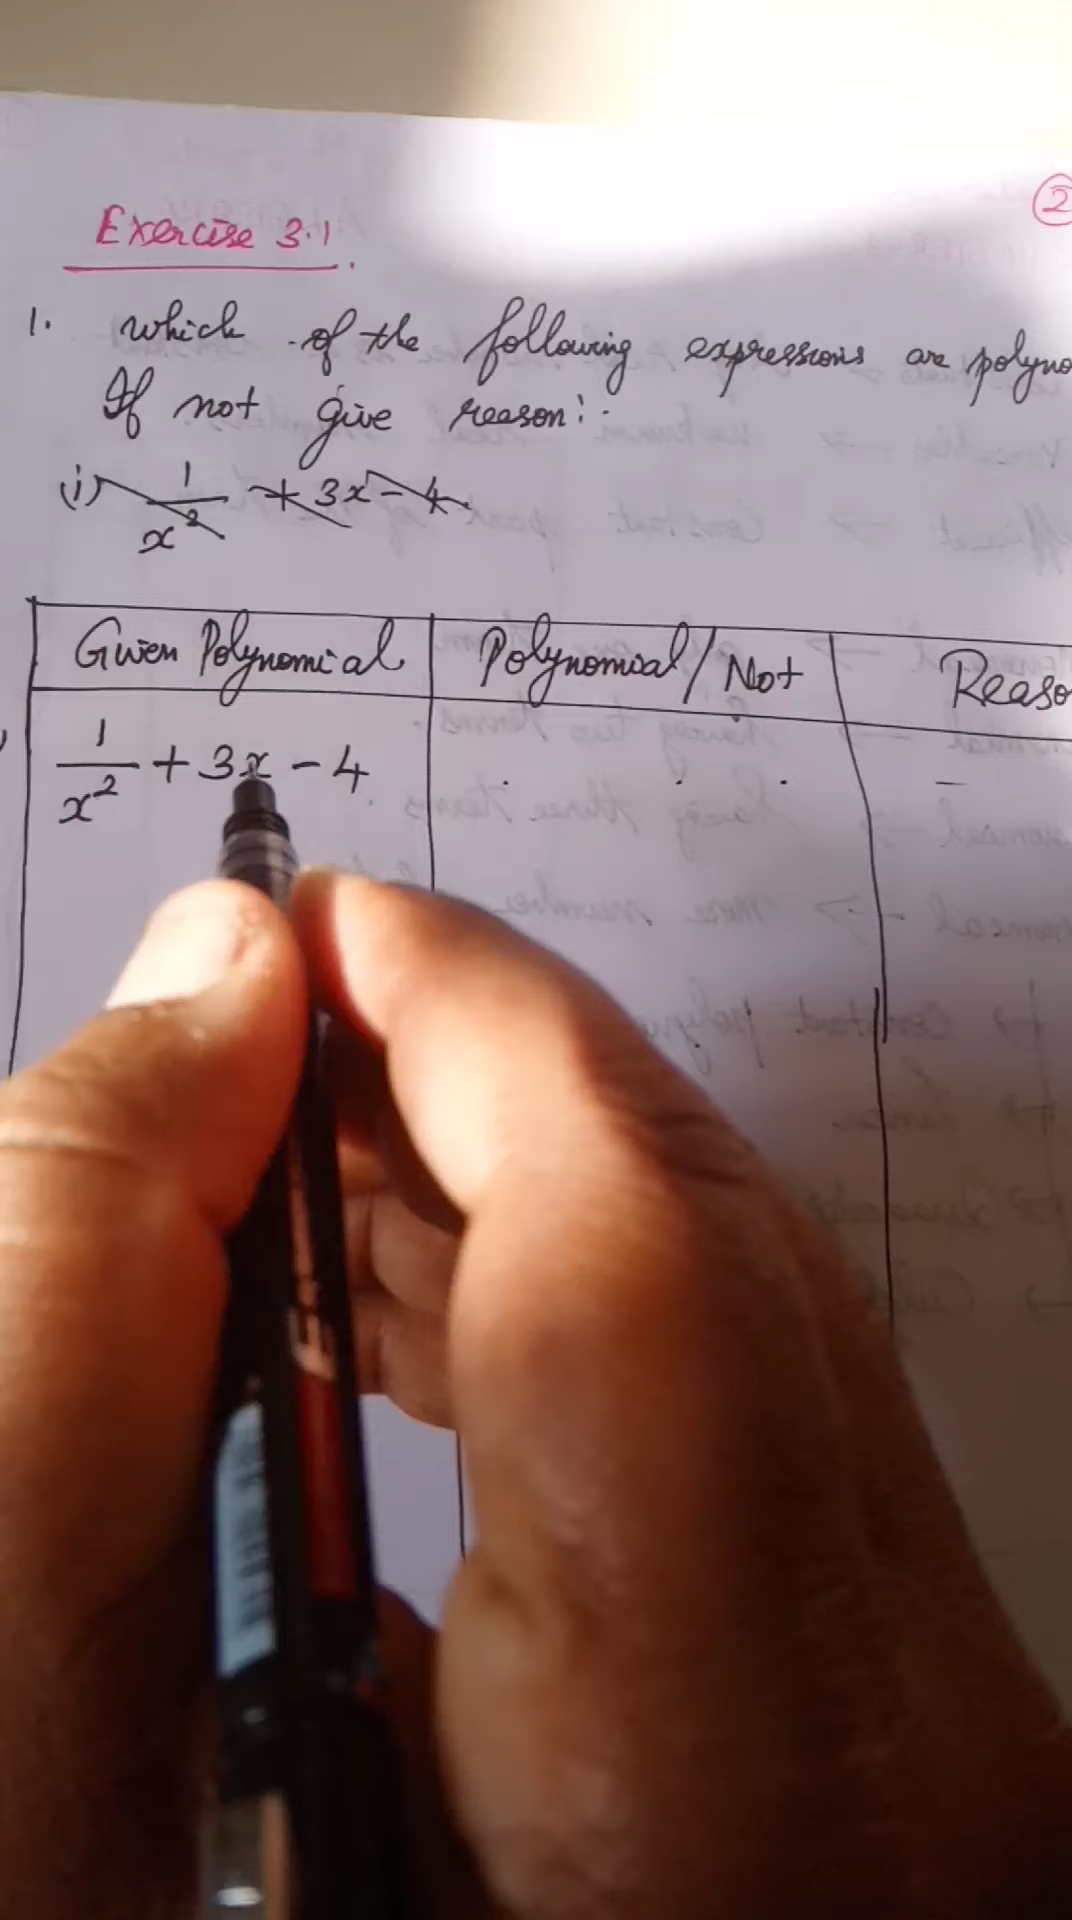 2
Exercise 3.1
1. which of the following expressions are polyno
If not give reason:-
(i) 1/x² + 3x - 4
Given Polynomial | Polynomial/Not | Reaso
1/x² + 3x - 4 | . . . | –